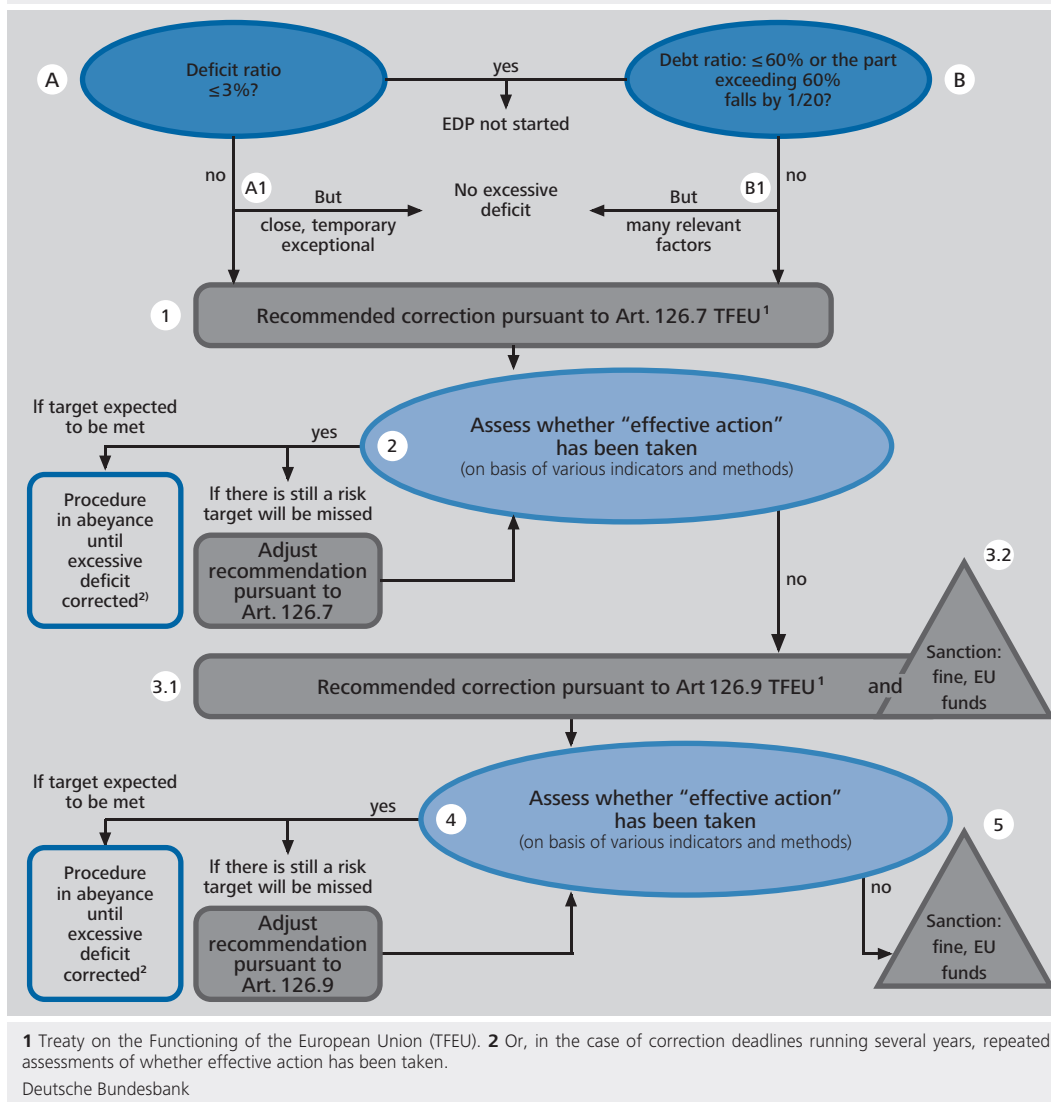 A
Deficit ratio
≤3%?
yes
EDP not started
Debt ratio: ≤60% or the part
exceeding 60%
falls by 1/20?
B
no
A1
But
close, temporary
exceptional
No excessive
deficit
B1
no
But
many relevant
factors
1
Recommended correction pursuant to Art. 126.7 TFEU¹
If target expected
to be met
yes
2
Assess whether “effective action”
has been taken
(on basis of various indicators and methods)
Procedure
in abeyance
until
excessive
deficit
corrected²⁾
If there is still a risk
target will be missed
Adjust
recommendation
pursuant to
Art. 126.7
no
3.2
Sanction:
fine, EU
funds
3.1
Recommended correction pursuant to Art 126.9 TFEU¹
and
If target expected
to be met
yes
4
Assess whether “effective action”
has been taken
(on basis of various indicators and methods)
5
Procedure
in abeyance
until
excessive
deficit
corrected²
If there is still a risk
target will be missed
Adjust
recommendation
pursuant to
Art. 126.9
no
Sanction:
fine, EU
funds
1 Treaty on the Functioning of the European Union (TFEU). 2 Or, in the case of correction deadlines running several years, repeated
assessments of whether effective action has been taken.
Deutsche Bundesbank